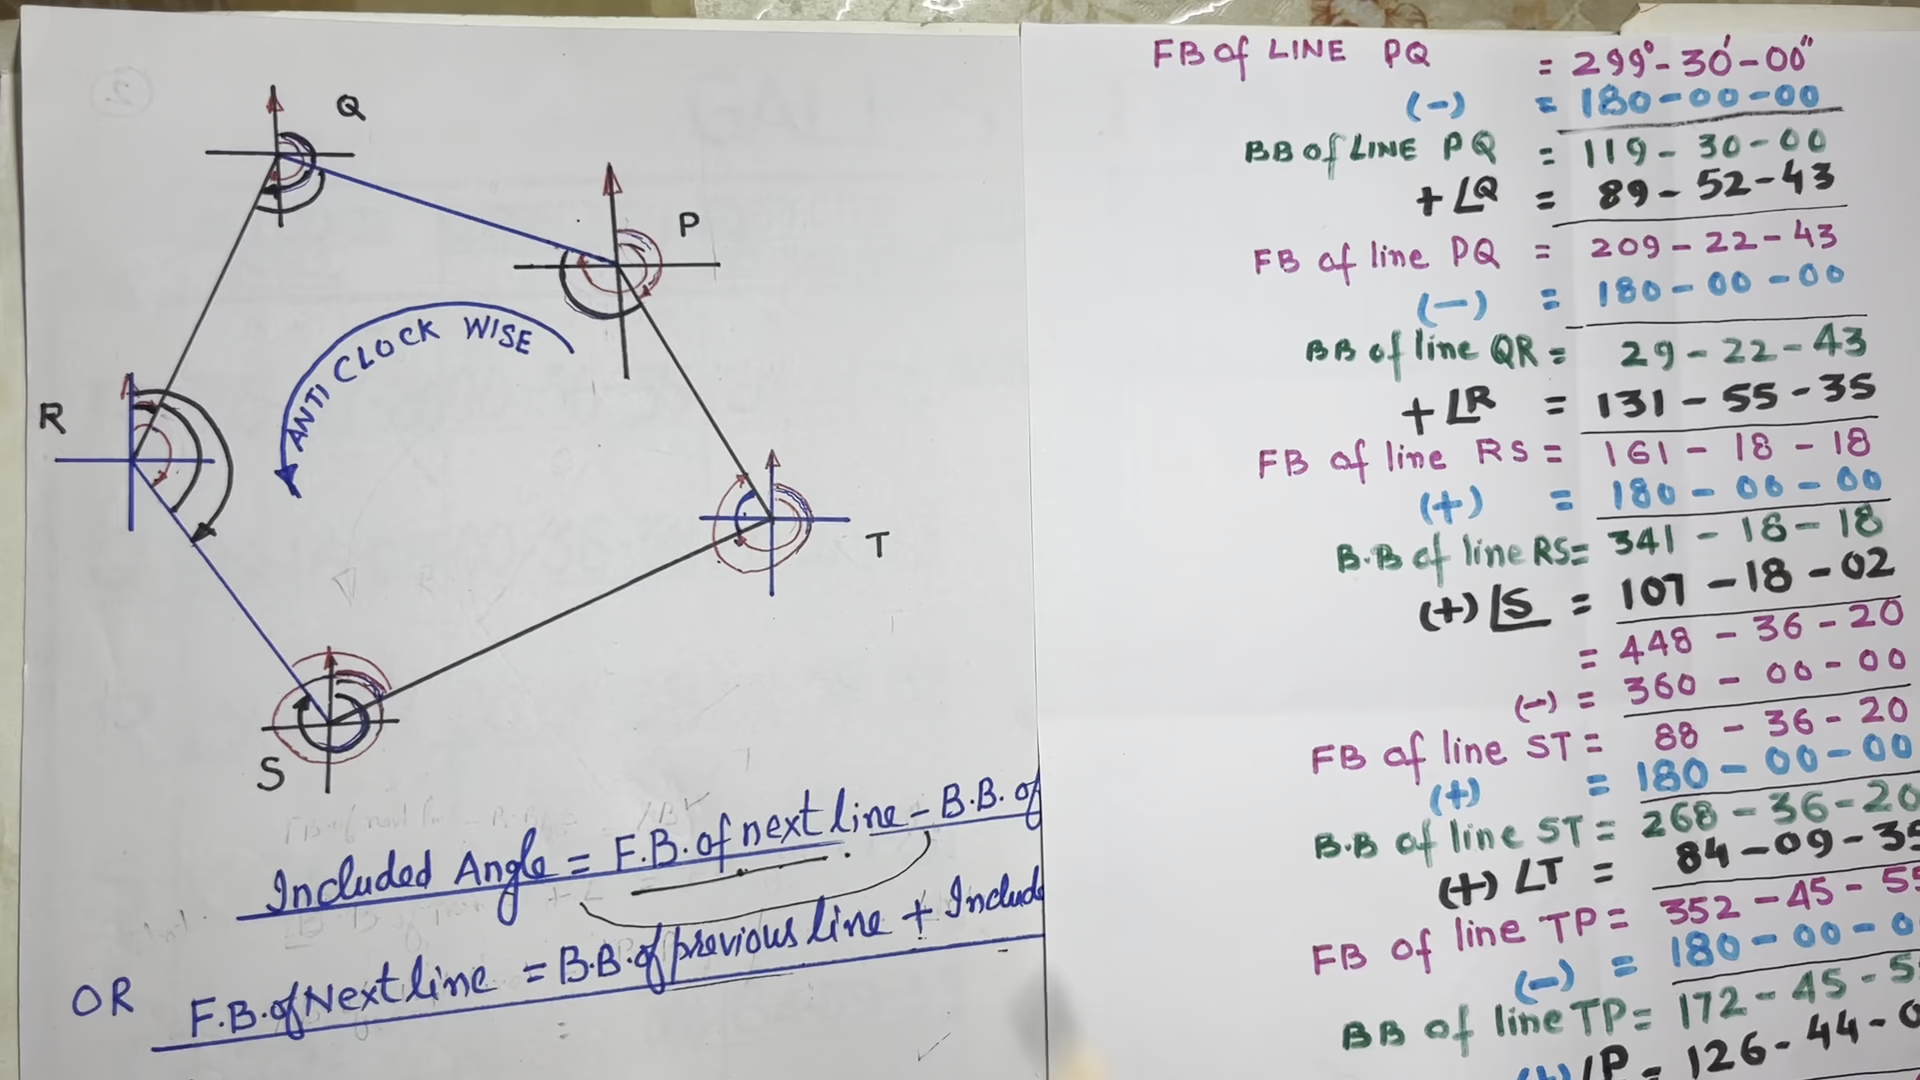 Q
P
ANTI CLOCK WISE
R
T
S
Included Angle = F.B. of next line - B.B. of
OR F.B. of Next line = B.B. of previous line +
FB of LINE PQ = 299°-30'-00"
(-) = 180-00-00
BB of LINE PQ = 119-30-00
+∠Q = 89-52-43
FB of line PQ = 209-22-43
(-) = 180-00-00
BB of line QR = 29-22-43
+∠R = 131-55-35
FB of line RS = 161-18-18
(+) = 180-00-00
B.B of line RS = 341-18-18
(+) ∠S = 107-18-02
= 448-36-20
(-) = 360-00-00
FB of line ST = 88-36-20
(+) = 180-00-00
B.B of line ST = 268-36-20
(+) ∠T = 84-09-35
FB of line TP = 352-45-55
(-) = 180-00-0
BB of line TP = 172-45-5
∠P = 126-44-0